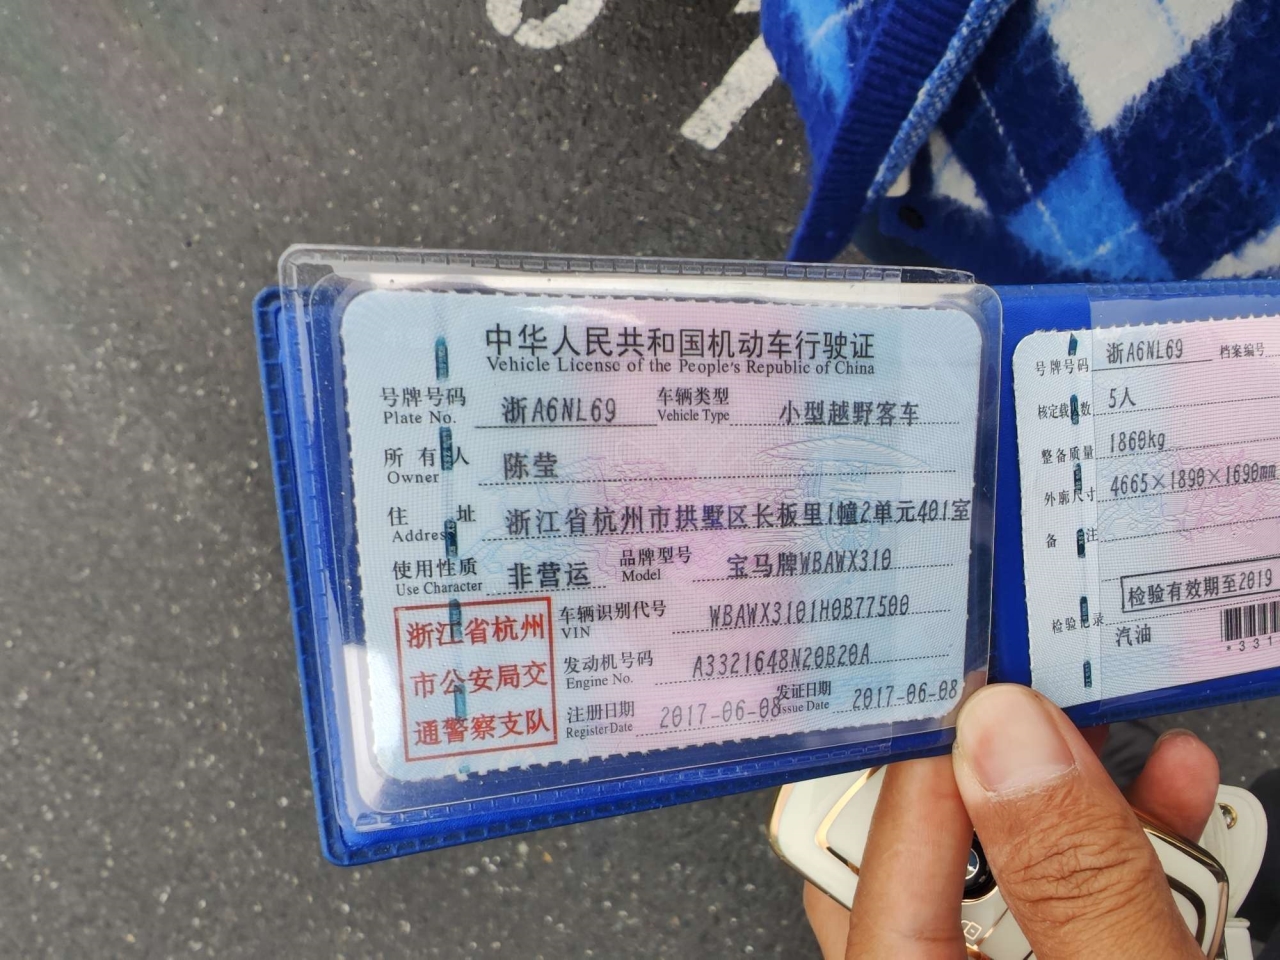 中华人民共和国机动车行驶证
Vehicle License of the People's Republic of China
号牌号码 浙A6NL69 车辆类型 小型越野客车
Plate No. Vehicle Type
所有人 陈莹
Owner
住址 浙江省杭州市拱墅区长板里1幢2单元401室
Address
使用性质 非营运 品牌型号 宝马牌WBAWX310
Use Character Model
浙江省杭州
市公安局交
通警察支队
车辆识别代号 WBAWX3101H0B77500
VIN
发动机号码 A3321648N20B20A
Engine No.
注册日期 2017-06-08 发证日期 2017-06-08
Register Date Issue Date
号牌号码 浙A6NL69 档案编号
核定载人数 5人
整备质量 1860kg
外廓尺寸 4665×1890×1690mm
备注
检验有效期至2019
检验记录
汽油
*331